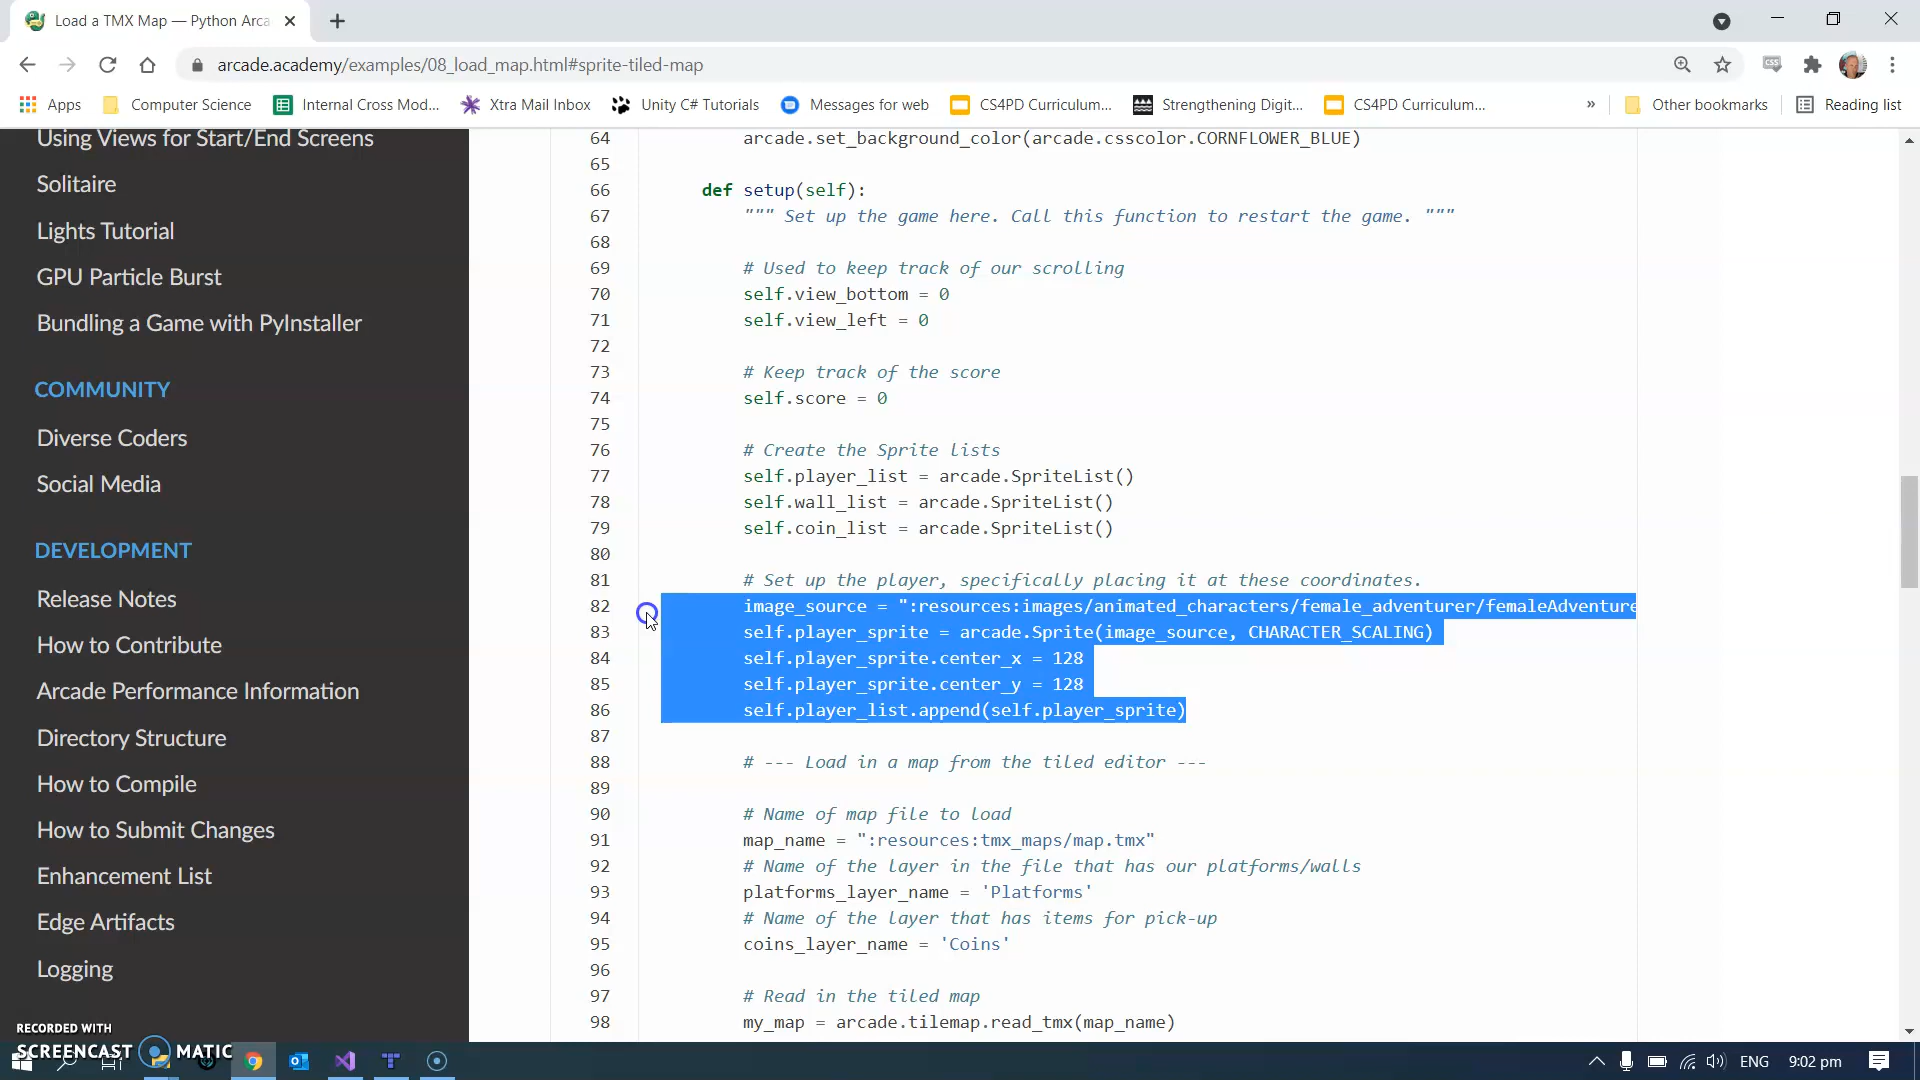 Load a TMX Map — Python Arca
arcade.academy/examples/08_load_map.html#sprite-tiled-map
Apps
Computer Science
Internal Cross Mod...
Xtra Mail Inbox
Unity C# Tutorials
Messages for web
CS4PD Curriculum...
Strengthening Digit...
CS4PD Curriculum...
»
Other bookmarks
Reading list
Using Views for Start/End Screens
Solitaire
Lights Tutorial
GPU Particle Burst
Bundling a Game with PyInstaller
COMMUNITY
Diverse Coders
Social Media
DEVELOPMENT
Release Notes
How to Contribute
Arcade Performance Information
Directory Structure
How to Compile
How to Submit Changes
Enhancement List
Edge Artifacts
Logging
64 arcade.set_background_color(arcade.csscolor.CORNFLOWER_BLUE)
65
66 def setup(self):
67 """ Set up the game here. Call this function to restart the game. """
68
69 # Used to keep track of our scrolling
70 self.view_bottom = 0
71 self.view_left = 0
72
73 # Keep track of the score
74 self.score = 0
75
76 # Create the Sprite lists
77 self.player_list = arcade.SpriteList()
78 self.wall_list = arcade.SpriteList()
79 self.coin_list = arcade.SpriteList()
80
81 # Set up the player, specifically placing it at these coordinates.
82 image_source = ":resources:images/animated_characters/female_adventurer/femaleAdventure
83 self.player_sprite = arcade.Sprite(image_source, CHARACTER_SCALING)
84 self.player_sprite.center_x = 128
85 self.player_sprite.center_y = 128
86 self.player_list.append(self.player_sprite)
87
88 # --- Load in a map from the tiled editor ---
89
90 # Name of map file to load
91 map_name = ":resources:tmx_maps/map.tmx"
92 # Name of the layer in the file that has our platforms/walls
93 platforms_layer_name = 'Platforms'
94 # Name of the layer that has items for pick-up
95 coins_layer_name = 'Coins'
96
97 # Read in the tiled map
98 my_map = arcade.tilemap.read_tmx(map_name)
RECORDED WITH
SCREENCAST MATIC
ENG
9:02 pm